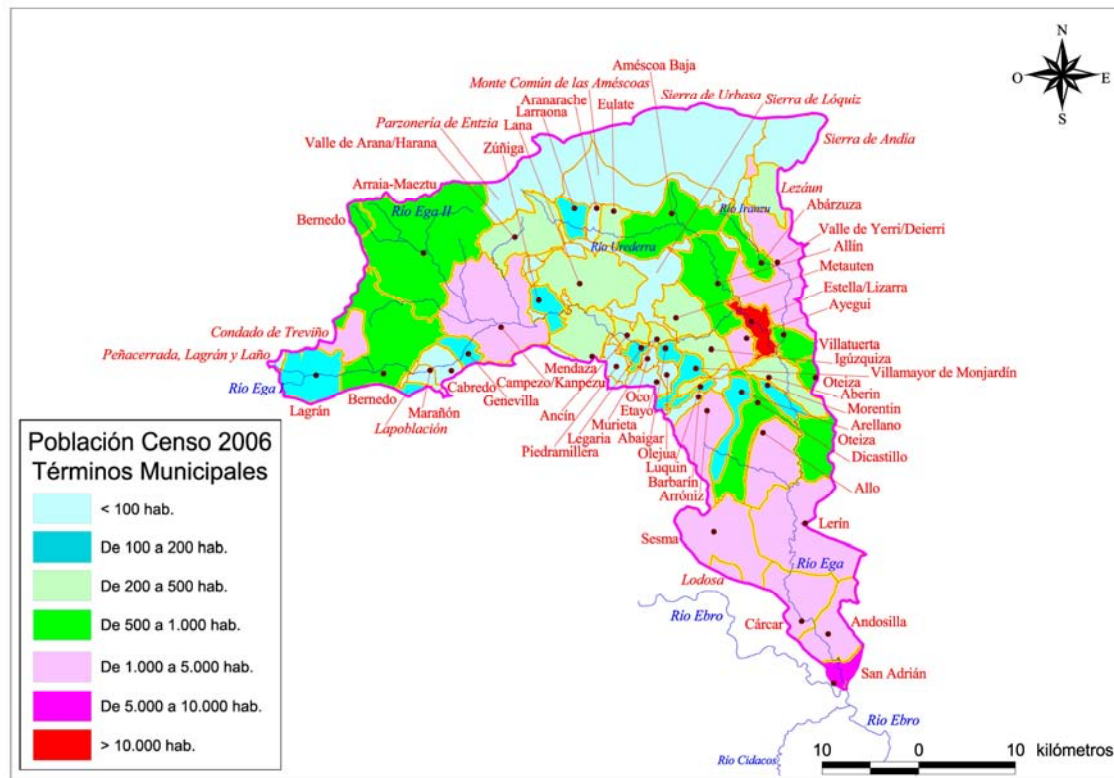 N
O
E
S
Améscoa Baja
Monte Común de las Améscoas
Sierra de Urbasa
Sierra de Lóquiz
Aranarache
Eulate
Larraona
Lana
Parzonería de Entzia
Valle de Arana/Harana
Zúñiga
Sierra de Andía
Arraia-Maeztu
Lezáun
Bernedo
Río Ega II
Río Iranzu
Abárzuza
Valle de Yerri/Deierri
Río Urederra
Allín
Metauten
Estella/Lizarra
Ayegui
Condado de Treviño
Villatuerta
Peñacerrada, Lagrán y Laño
Igúzquiza
Mendaza
Villamayor de Monjardín
Río Ega I
Cabredo
Campezo/Kanpezu
Oteiza
Lagrán
Bernedo
Marañón
Genevilla
Ancín
Oco
Aberin
Lapoblación
Etayo
Morentín
Murieta
Arellano
Piedramillera
Legaria
Abaigar
Oteiza
Olejua
Dicastillo
Luquin
Barbarín
Arróniz
Allo
Lerín
Sesma
Río Ega
Lodosa
Río Ebro
Cárcar
Andosilla
San Adrián
Río Ebro
Río Cidacos
10 0 10 kilómetros
Población Censo 2006
Términos Municipales
< 100 hab.
De 100 a 200 hab.
De 200 a 500 hab.
De 500 a 1.000 hab.
De 1.000 a 5.000 hab.
De 5.000 a 10.000 hab.
> 10.000 hab.